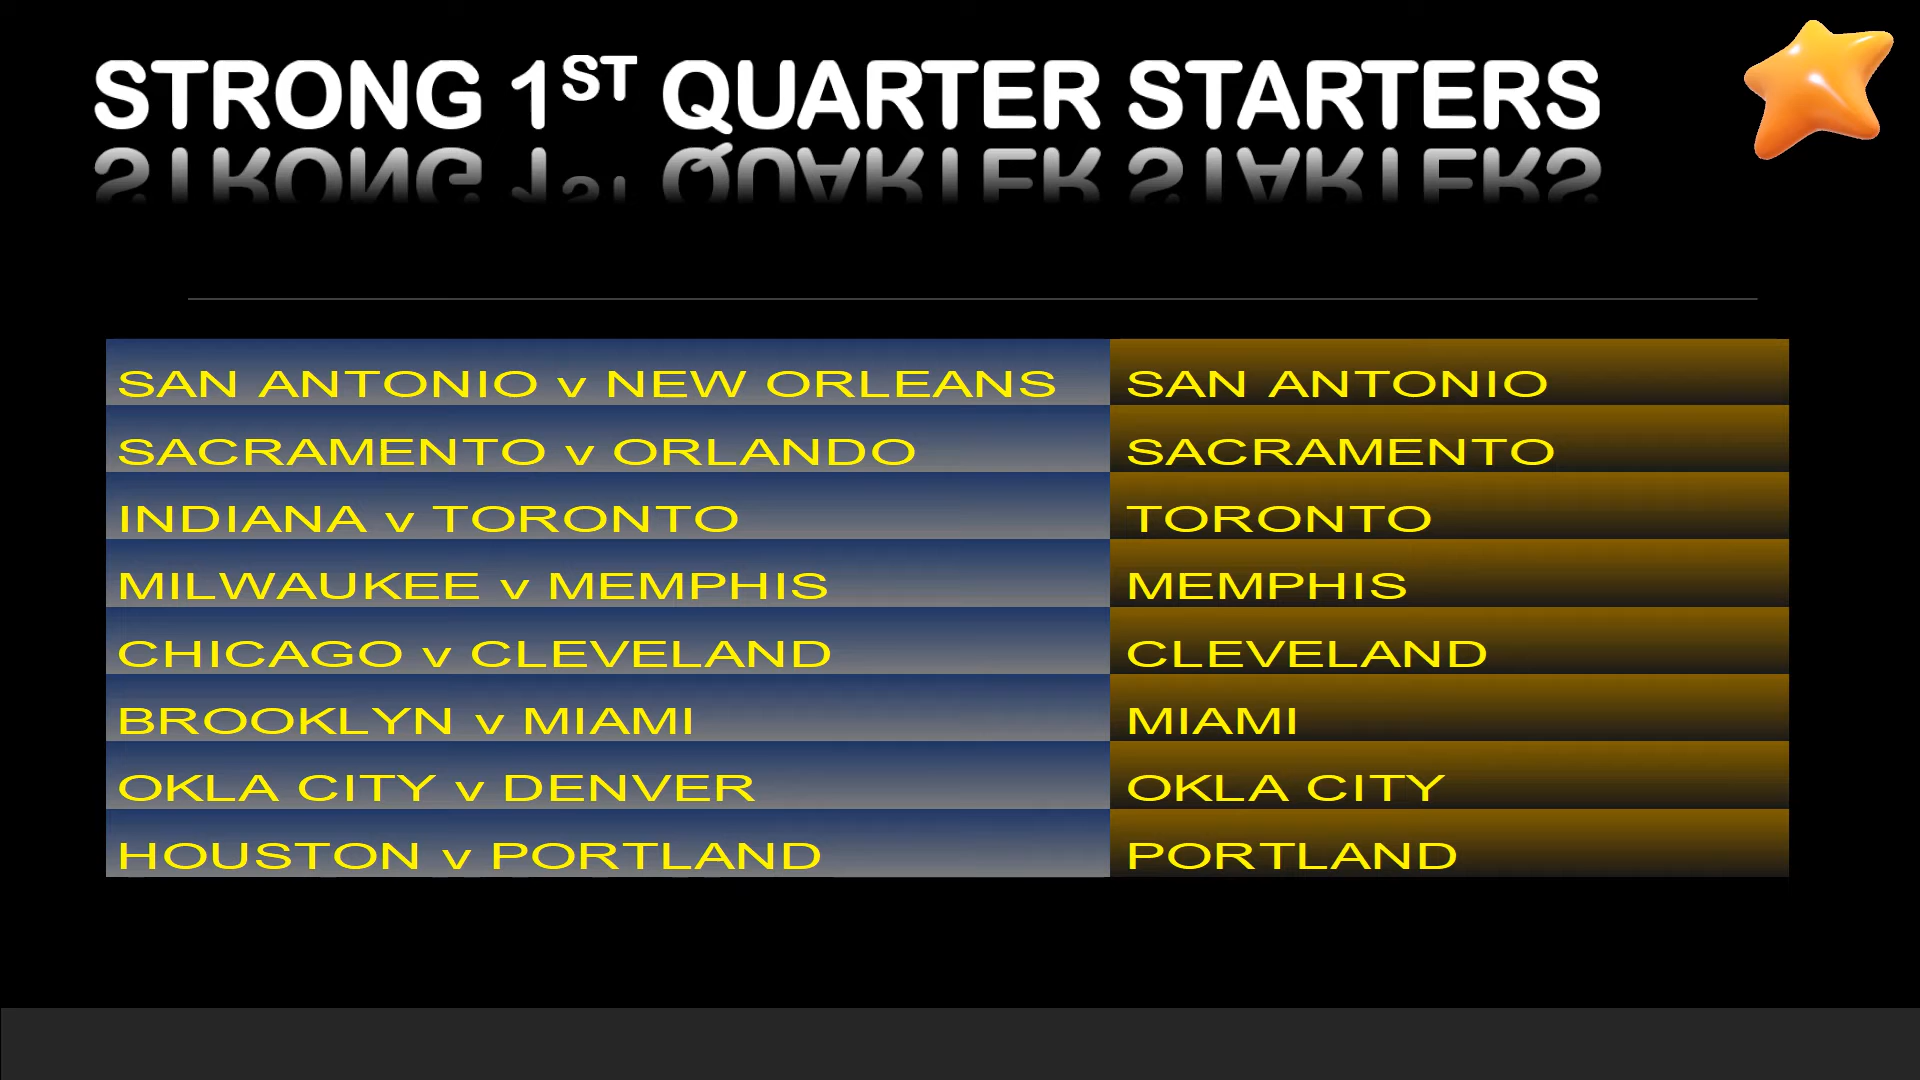 STRONG 1ST QUARTER STARTERS
SAN ANTONIO v NEW ORLEANS SAN ANTONIO
SACRAMENTO v ORLANDO SACRAMENTO
INDIANA v TORONTO TORONTO
MILWAUKEE v MEMPHIS MEMPHIS
CHICAGO v CLEVELAND CLEVELAND
BROOKLYN v MIAMI MIAMI
OKLA CITY v DENVER OKLA CITY
HOUSTON v PORTLAND PORTLAND